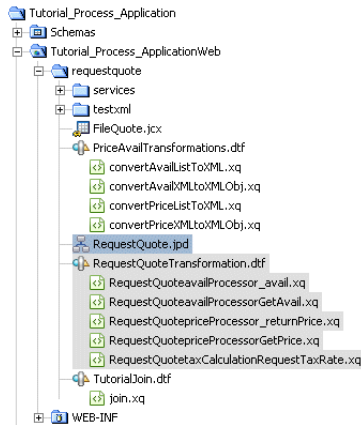 Tutorial_Process_Application
Schemas
Tutorial_Process_ApplicationWeb
requestquote
services
testxml
FileQuote.jcx
PriceAvailTransformations.dtf
convertAvailListToXML.xq
convertAvailXMLtoXMLObj.xq
convertPriceListToXML.xq
convertPriceXMLtoXMLObj.xq
RequestQuote.jpd
RequestQuoteTransformation.dtf
RequestQuoteavailProcessor_avail.xq
RequestQuoteavailProcessorGetAvail.xq
RequestQuotepriceProcessor_returnPrice.xq
RequestQuotepriceProcessorGetPrice.xq
RequestQuotetaxCalculationRequestTaxRate.xq
TutorialJoin.dtf
join.xq
WEB-INF